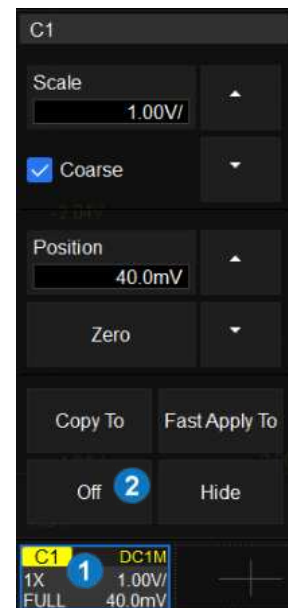 C1
Scale
1.00V/
Coarse
Position
40.0mV
Zero
Copy To Fast Apply To
Off 2 Hide
C1 1 DC1M
1X 1.00V/
FULL 40.0mV